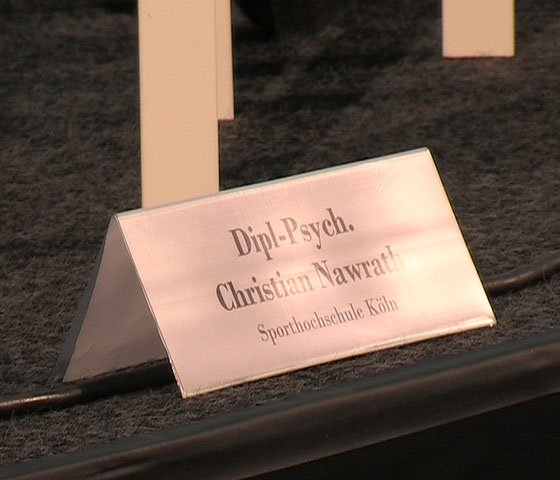 Dipl-Psych.
Christian Nawrath
Sporthochschule Köln